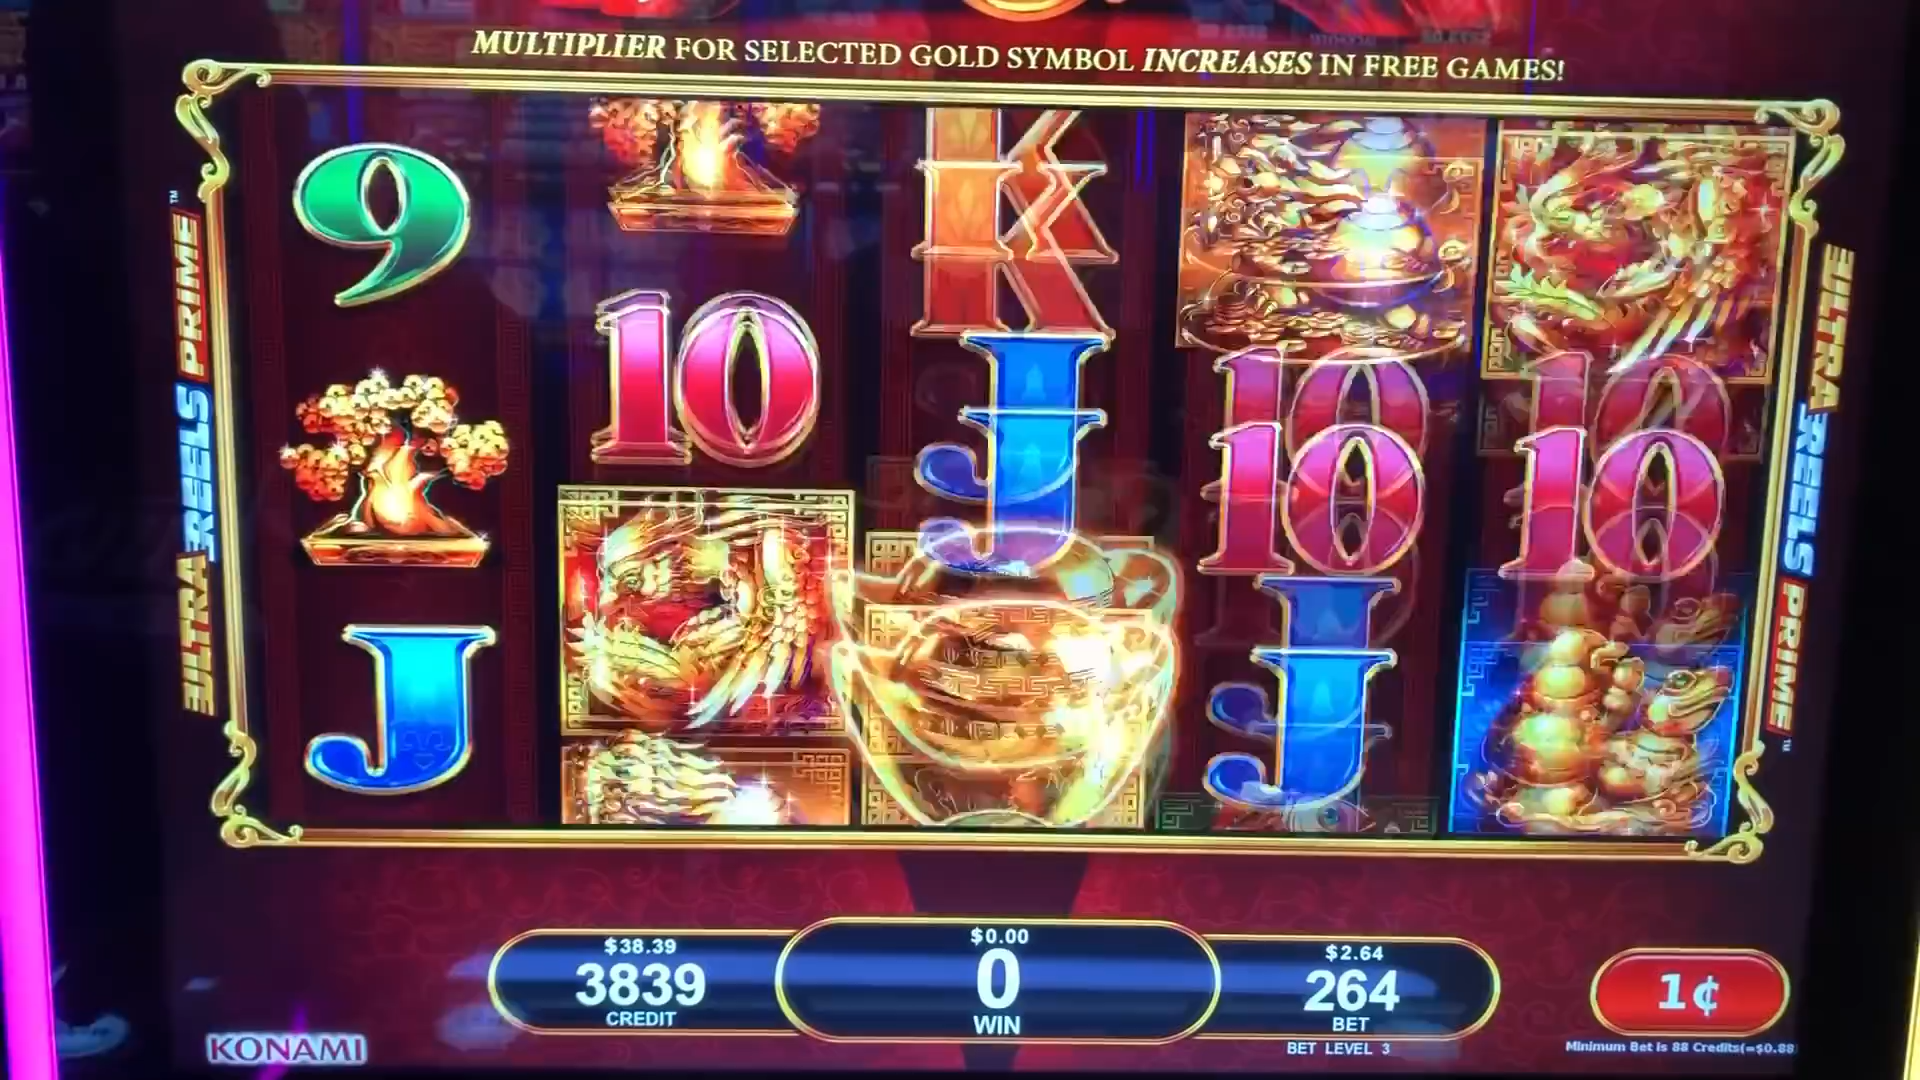 MULTIPLIER FOR SELECTED GOLD SYMBOL INCREASES IN FREE GAMES!
ULTRA REELS PRIME™
ULTRA REELS PRIME™
9
K
K
10
J
J
10
10
10
10
J
J
J
$38.39
3839
CREDIT
$0.00
0
WIN
$2.64
264
BET
BET LEVEL 3
1¢
Minimum Bet is 88 Credits(=$0.88
KONAMI